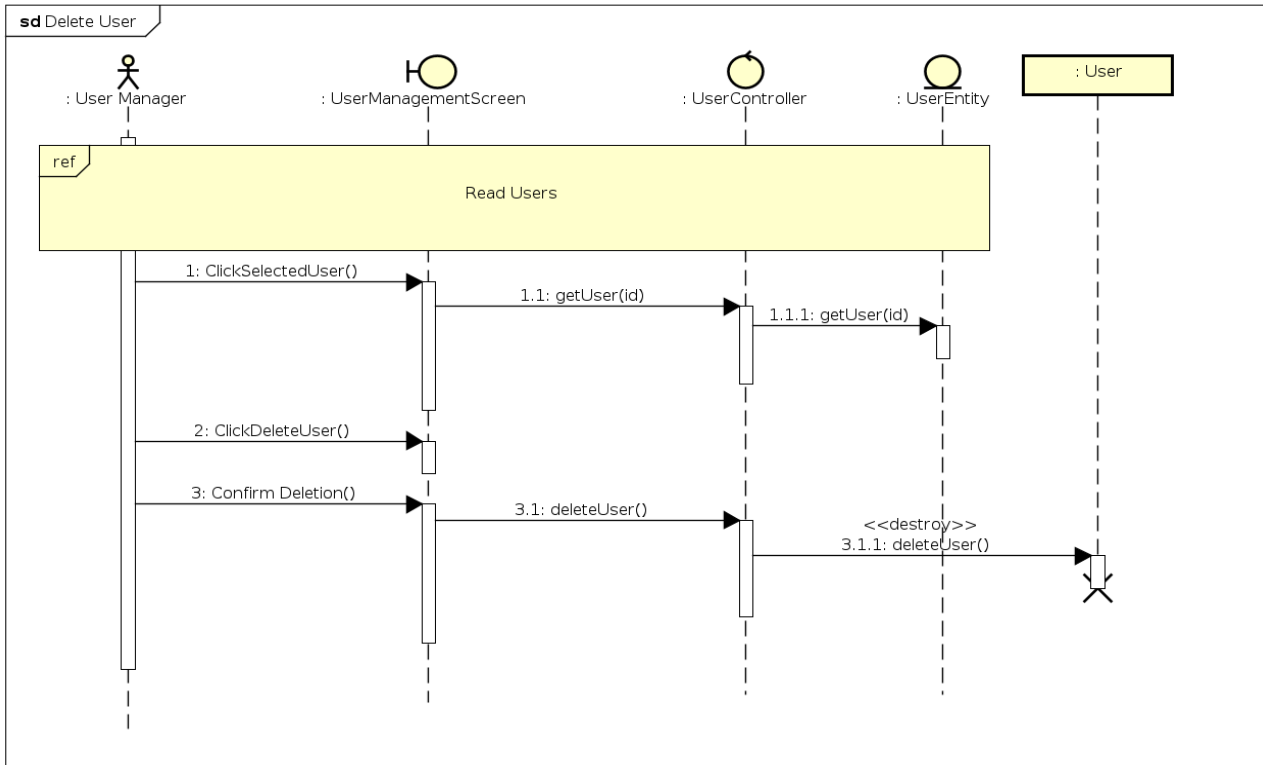 sd Delete User
: User Manager
: UserManagementScreen
: UserController
: UserEntity
: User
ref
Read Users
1: ClickSelectedUser()
1.1: getUser(id)
1.1.1: getUser(id)
2: ClickDeleteUser()
3: Confirm Deletion()
3.1: deleteUser()
<<destroy>>
3.1.1: deleteUser()